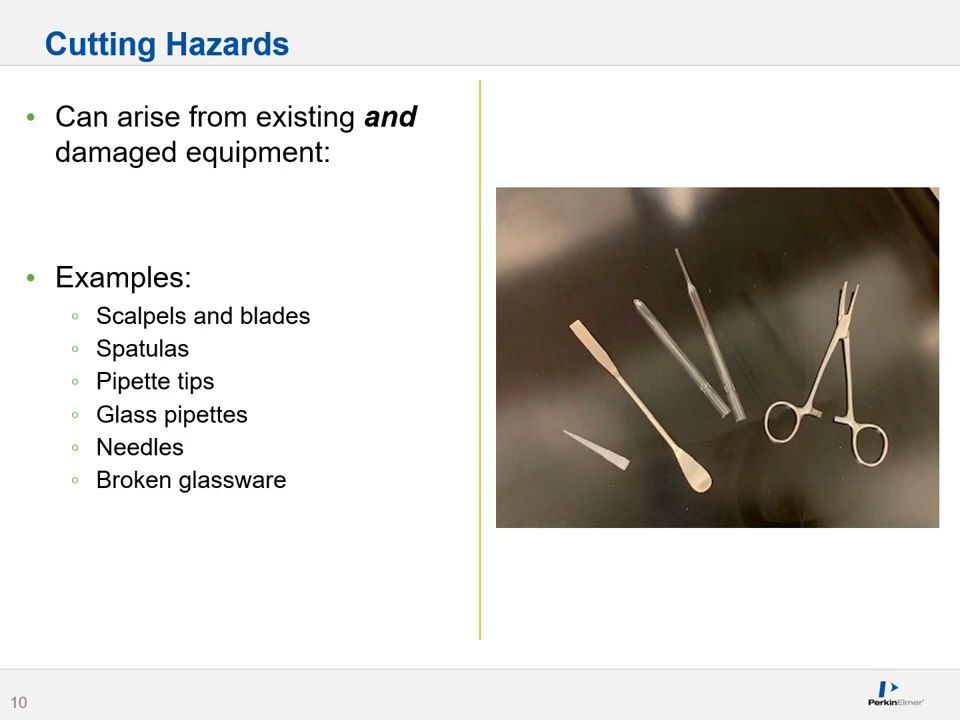 Cutting Hazards
• Can arise from existing and
damaged equipment:
• Examples:
◦ Scalpels and blades
◦ Spatulas
◦ Pipette tips
◦ Glass pipettes
◦ Needles
◦ Broken glassware
10
PerkinElmer